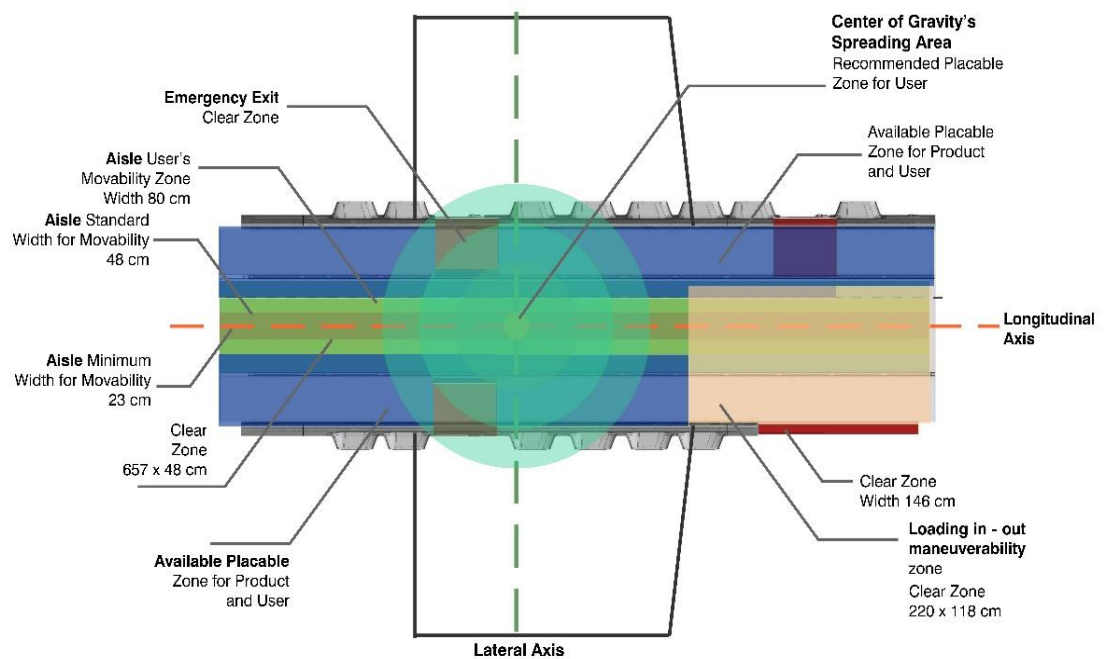 Center of Gravity's
Spreading Area
Recommended Placable
Zone for User
Emergency Exit
Clear Zone
Available Placable
Zone for Product
and User
Aisle User's
Movability Zone
Width 80 cm
Aisle Standard
Width for Movability
48 cm
Longitudinal
Axis
Aisle Minimum
Width for Movability
23 cm
Clear
Zone
657 x 48 cm
Clear Zone
Width 146 cm
Loading in - out
maneuverability
zone
Clear Zone
220 x 118 cm
Available Placable
Zone for Product
and User
Lateral Axis